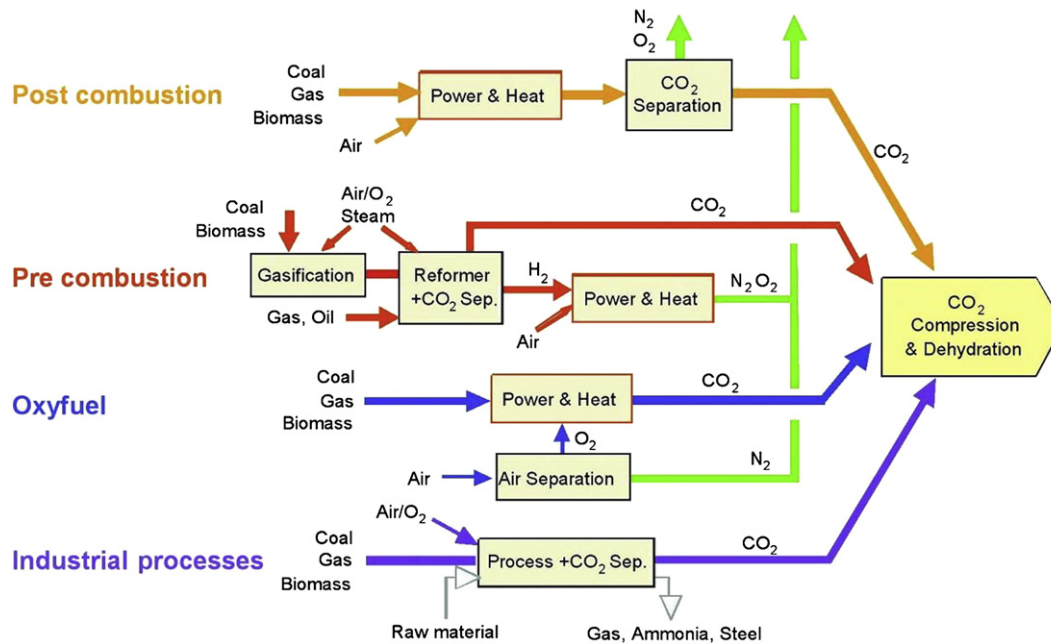 Post combustion
Coal
Gas
Biomass
Air
Power & Heat
N₂
O₂
CO₂
Separation
CO₂
Pre combustion
Coal
Biomass
Air/O₂
Steam
Gasification
Gas, Oil
Reformer
+CO₂ Sep.
H₂
Air
Power & Heat
N₂ O₂
CO₂
CO₂
Compression
& Dehydration
Oxyfuel
Coal
Gas
Biomass
Power & Heat
CO₂
O₂
Air
Air Separation
N₂
Industrial processes
Coal
Gas
Biomass
Air/O₂
Process +CO₂ Sep.
CO₂
Raw material
Gas, Ammonia, Steel